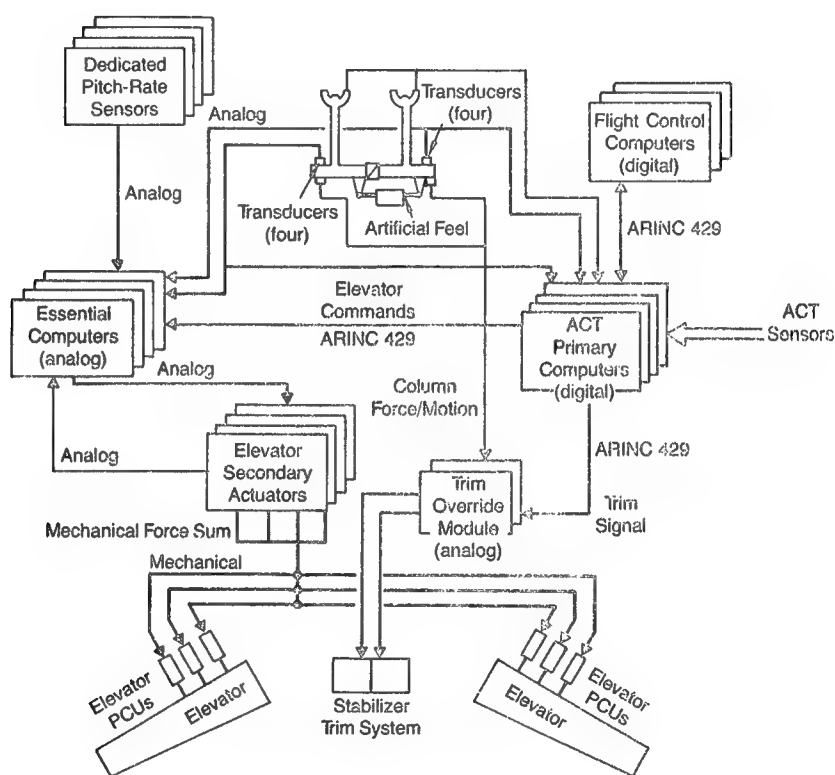 Dedicated
Pitch-Rate
Sensors
Analog
Transducers
(four)
Flight Control
Computers
(digital)
Analog
Transducers
(four)
Artificial Feel
ARINC 429
Essential
Computers
(analog)
Elevator
Commands
ARINC 429
ACT
Primary
Computers
(digital)
ACT
Sensors
Analog
Column
Force/Motion
Analog
Elevator
Secondary
Actuators
ARINC 429
Trim
Override
Module
(analog)
Trim
Signal
Mechanical Force Sum
Mechanical
Elevator
PCUs
Elevator
Stabilizer
Trim System
Elevator
Elevator
PCUs